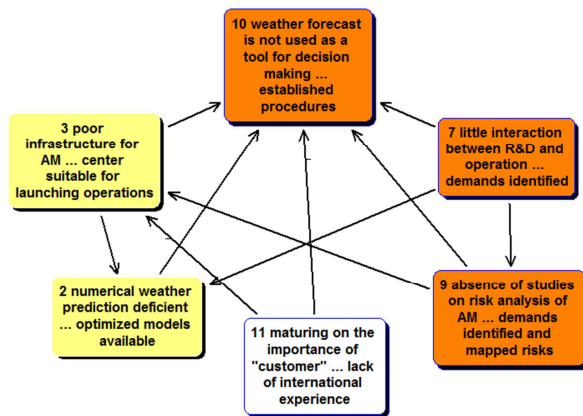 10 weather forecast
is not used as a
tool for decision
making ...
established
procedures
3 poor
infrastructure for
AM ... center
suitable for
launching operations
7 little interaction
between R&D and
operation ...
demands identified
2 numerical weather
prediction deficient
... optimized models
available
11 maturing on the
importance of
"customer" ... lack
of international
experience
9 absence of studies
on risk analysis of
AM ... demands
identified and
mapped risks